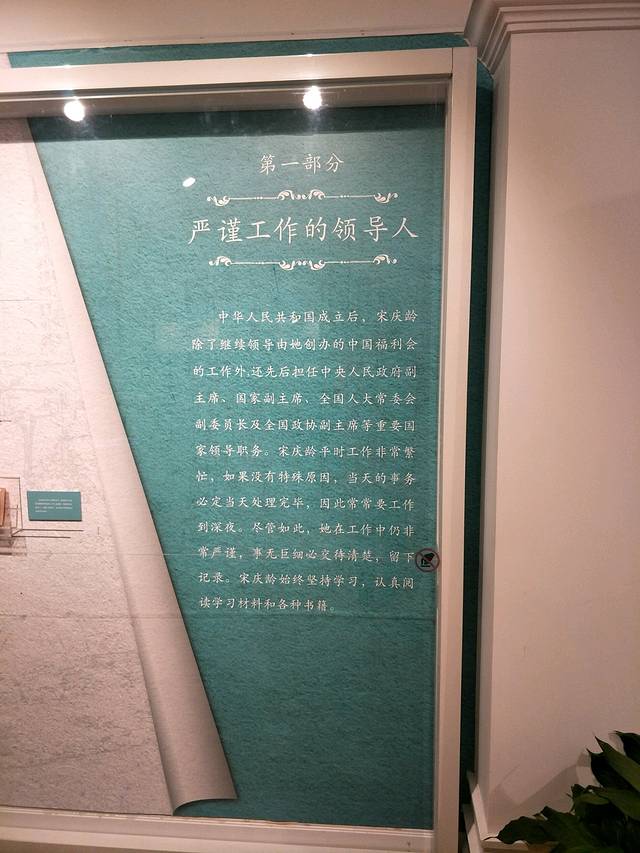 第一部分
严谨工作的领导人
中华人民共和国成立后，宋庆龄
除了继续领导由她创办的中国福利会
的工作外,还先后担任中央人民政府副
主席、国家副主席、全国人大常委会
副委员长及全国政协副主席等重要国
家领导职务。宋庆龄平时工作非常繁
忙，如果没有特殊原因，当天的事务
必定当天处理完毕，因此常常要工作
到深夜。尽管如此，她在工作中仍非
常严谨，事无巨细必交待清楚，留下
记录。宋庆龄始终坚持学习，认真阅
读学习材料和各种书籍。